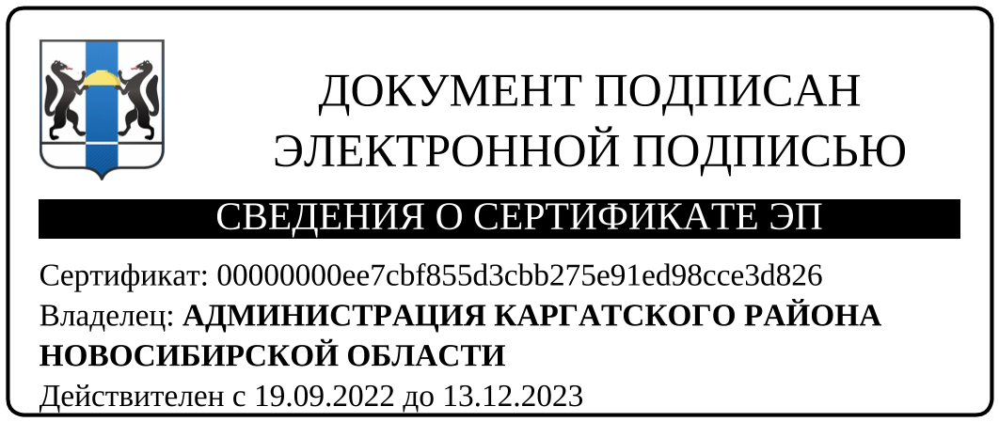 ДОКУМЕНТ ПОДПИСАН
ЭЛЕКТРОННОЙ ПОДПИСЬЮ
СВЕДЕНИЯ О СЕРТИФИКАТЕ ЭП
Сертификат: 00000000ee7cbf855d3cbb275e91ed98cce3d826
Владелец: АДМИНИСТРАЦИЯ КАРГАТСКОГО РАЙОНА
НОВОСИБИРСКОЙ ОБЛАСТИ
Действителен с 19.09.2022 до 13.12.2023